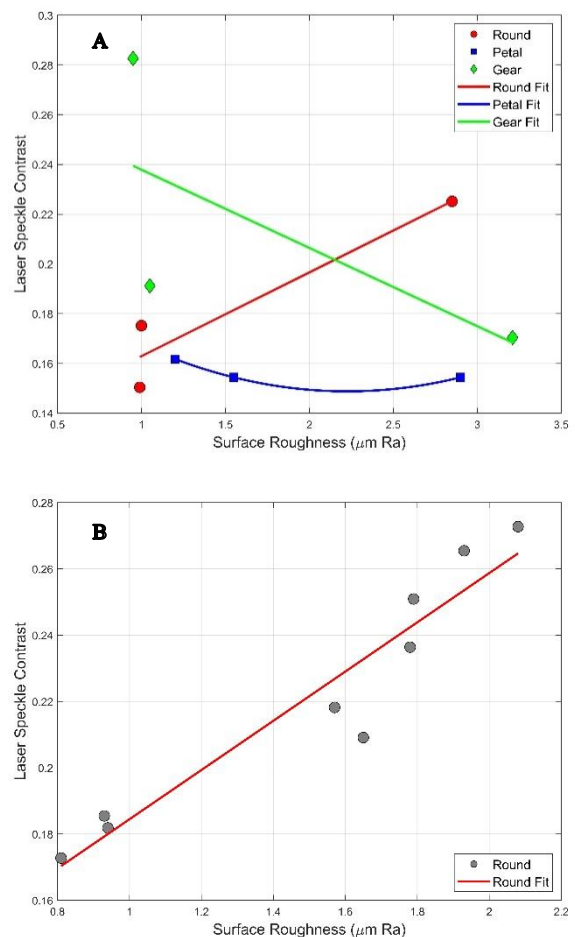 A
Round
Petal
Gear
Round Fit
Petal Fit
Gear Fit
Laser Speckle Contrast
0.3
0.28
0.26
0.24
0.22
0.2
0.18
0.16
0.14
0.5 1 1.5 2 2.5 3 3.5
Surface Roughness (μm Ra)
B
Laser Speckle Contrast
0.28
0.26
0.24
0.22
0.2
0.18
0.16
Round
Round Fit
0.8 1 1.2 1.4 1.6 1.8 2 2.2
Surface Roughness (μm Ra)